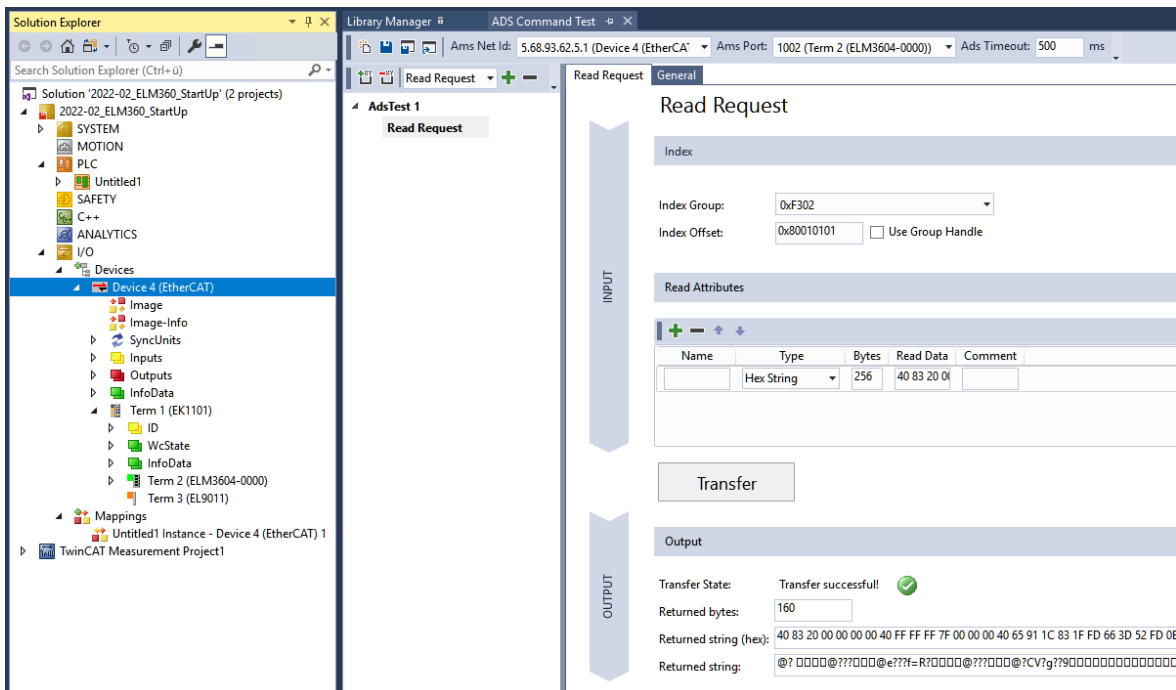 Solution Explorer
Search Solution Explorer (Ctrl+ü)
Solution '2022-02_ELM360_StartUp' (2 projects)
2022-02_ELM360_StartUp
SYSTEM
MOTION
PLC
Untitled1
SAFETY
C++
ANALYTICS
I/O
Devices
Device 4 (EtherCAT)
Image
Image-Info
SyncUnits
Inputs
Outputs
InfoData
Term 1 (EK1101)
ID
WcState
InfoData
Term 2 (ELM3604-0000)
Term 3 (EL9011)
Mappings
Untitled1 Instance - Device 4 (EtherCAT) 1
TwinCAT Measurement Project1
Library Manager
ADS Command Test
Ams Net Id: 5.68.93.62.5.1 (Device 4 (EtherCAT Ams Port: 1002 (Term 2 (ELM3604-0000)) Ads Timeout: 500 ms
Read Request
AdsTest 1
Read Request
Read Request General
Read Request
INPUT
Index
Index Group: 0xF302
Index Offset: 0x80010101 Use Group Handle
Read Attributes
Name Type Bytes Read Data Comment
Hex String 256 40 83 20 00
Transfer
OUTPUT
Output
Transfer State: Transfer successful!
Returned bytes: 160
Returned string (hex): 40 83 20 00 00 00 00 40 FF FF FF 7F 00 00 00 40 65 91 1C 83 1F FD 66 3D 52 FD 0E
Returned string: @? □□□□@???□□□@e???f=R?□□□□@???□□□@?CV?g??9□□□□□□□□□□□□□□